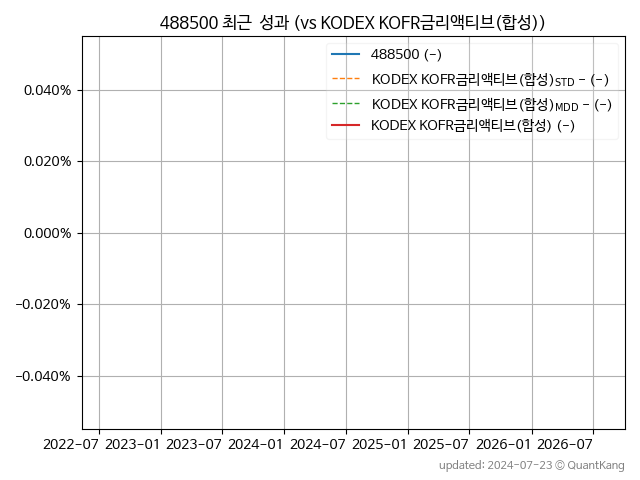 488500 최근 성과 (vs KODEX KOFR금리액티브(합성))
488500 (-)
KODEX KOFR금리액티브(합성)STD - (-)
KODEX KOFR금리액티브(합성)MDD - (-)
KODEX KOFR금리액티브(합성) (-)
0.040%
0.020%
0.000%
-0.020%
-0.040%
2022-07 2023-01 2023-07 2024-01 2024-07 2025-01 2025-07 2026-01 2026-07
updated: 2024-07-23 © QuantKang